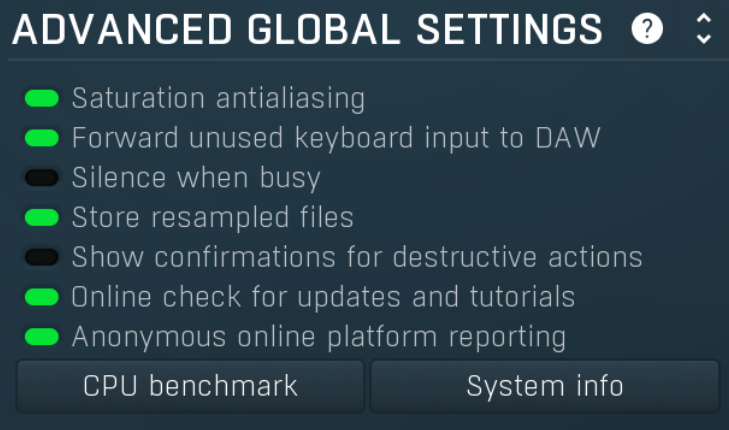 ADVANCED GLOBAL SETTINGS ?
Saturation antialiasing
Forward unused keyboard input to DAW
Silence when busy
Store resampled files
Show confirmations for destructive actions
Online check for updates and tutorials
Anonymous online platform reporting
CPU benchmark System info